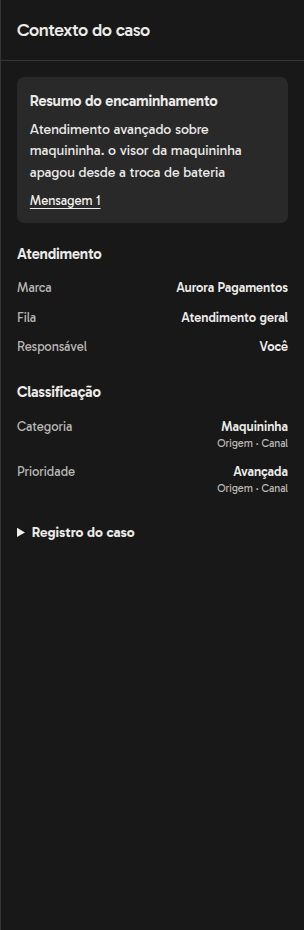 Contexto do caso
Resumo do encaminhamento
Atendimento avançado sobre
maquininha. o visor da maquininha
apagou desde a troca de bateria
Mensagem 1
Atendimento
Marca Aurora Pagamentos
Fila Atendimento geral
Responsável Você
Classificação
Categoria Maquininha
Origem · Canal
Prioridade Avançada
Origem · Canal
Registro do caso